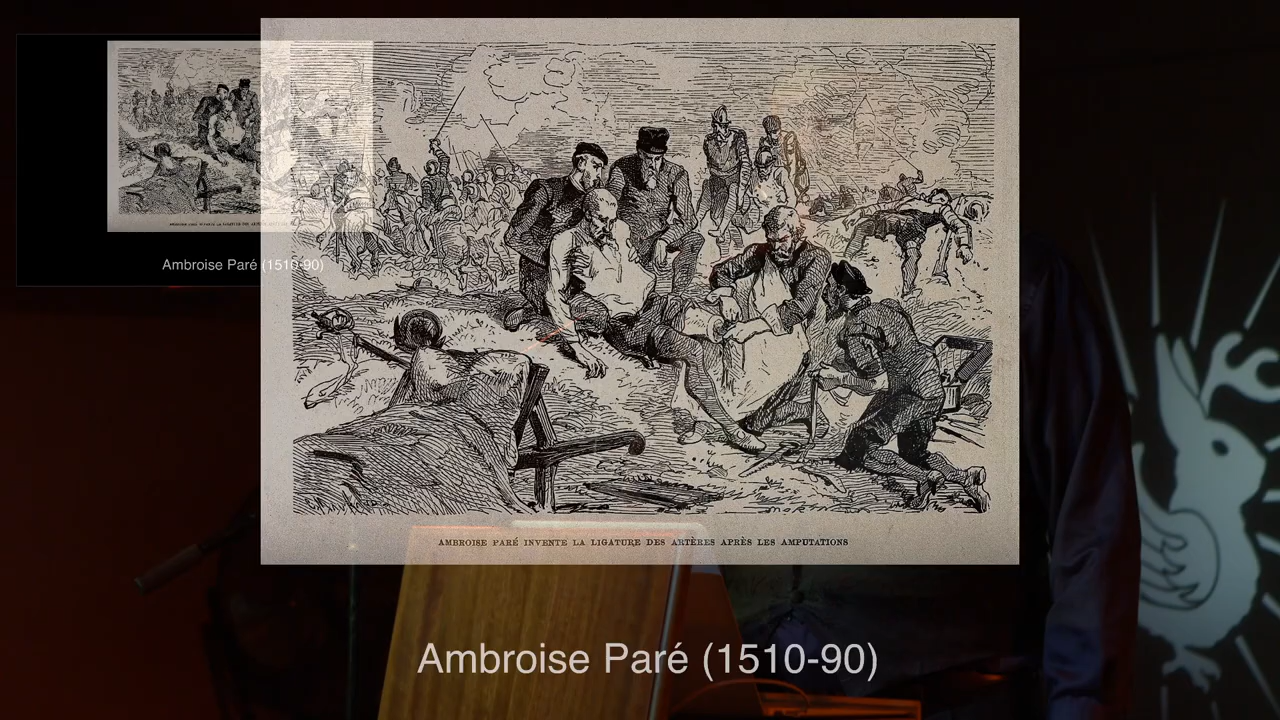 Ambroise Paré (1510-90)
AMBROISE PARÉ INVENTE LA LIGATURE DES ARTÈRES APRÈS LES AMPUTATIONS
Ambroise Paré (1510-90)